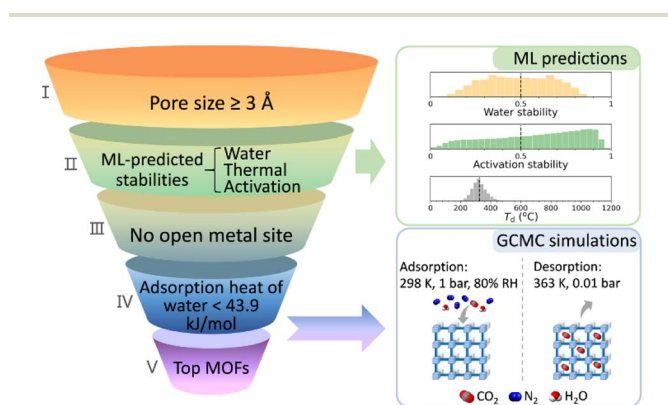 I
Pore size ≥ 3 Å
II
ML-predicted
stabilities
Water
Thermal
Activation
III
No open metal site
IV
Adsorption heat of
water < 43.9
kJ/mol
V
Top MOFs
ML predictions
0 0.5 1
Water stability
0 0.5 1
Activation stability
0 200 400 600 800 1000 1200
Td (°C)
GCMC simulations
Adsorption:
298 K, 1 bar, 80% RH
Desorption:
363 K, 0.01 bar
CO₂ N₂ H₂O